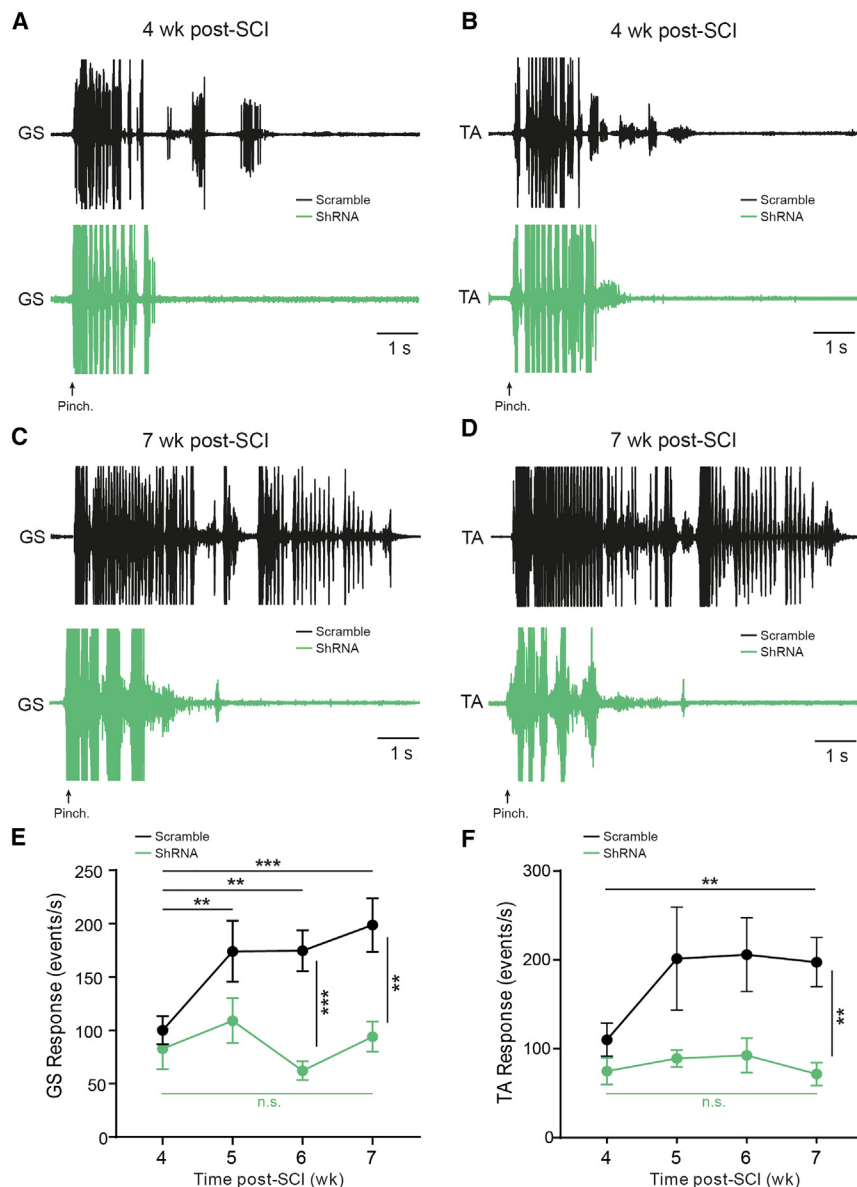 A
4 wk post-SCI
GS
Scramble
ShRNA
GS
1 s
Pinch.
B
4 wk post-SCI
TA
Scramble
ShRNA
TA
1 s
Pinch.
C
7 wk post-SCI
GS
Scramble
ShRNA
GS
1 s
Pinch.
D
7 wk post-SCI
TA
Scramble
ShRNA
TA
1 s
Pinch.
E
Scramble
ShRNA
GS Response (events/s)
250
200
150
100
50
0
***
**
**
***
**
n.s.
4 5 6 7
Time post-SCI (wk)
F
Scramble
ShRNA
TA Response (events/s)
300
200
100
0
**
**
n.s.
4 5 6 7
Time post-SCI (wk)